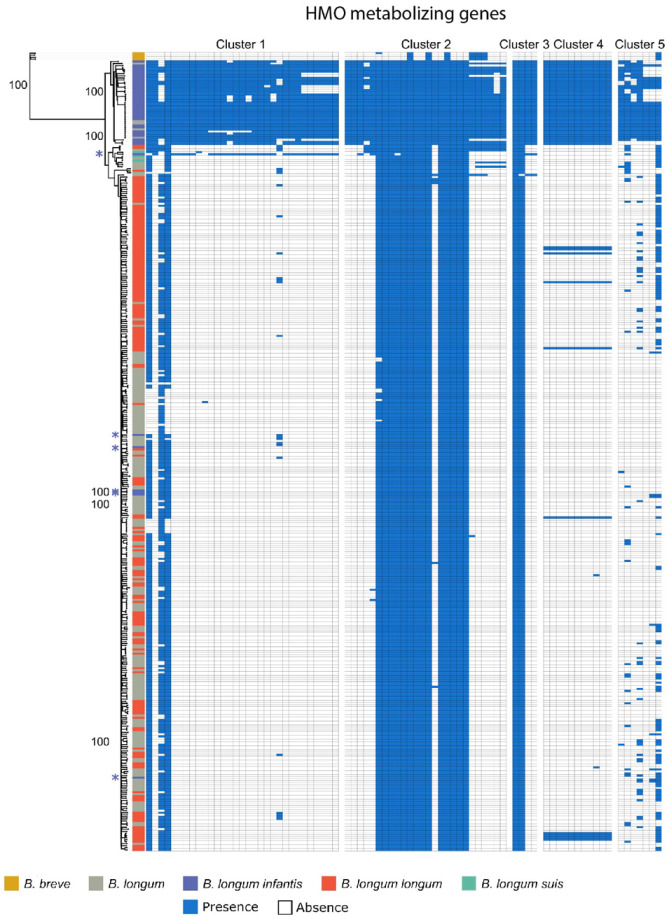 HMO metabolizing genes
Cluster 1 Cluster 2 Cluster 3 Cluster 4 Cluster 5
100
100
100
*
*
*
100
*
100
100
*
B. breve B. longum B. longum infantis B. longum longum B. longum suis
Presence Absence